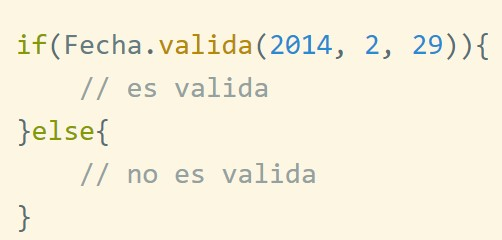 if(Fecha.valida(2014, 2, 29)){
    // es valida
}else{
    // no es valida
}